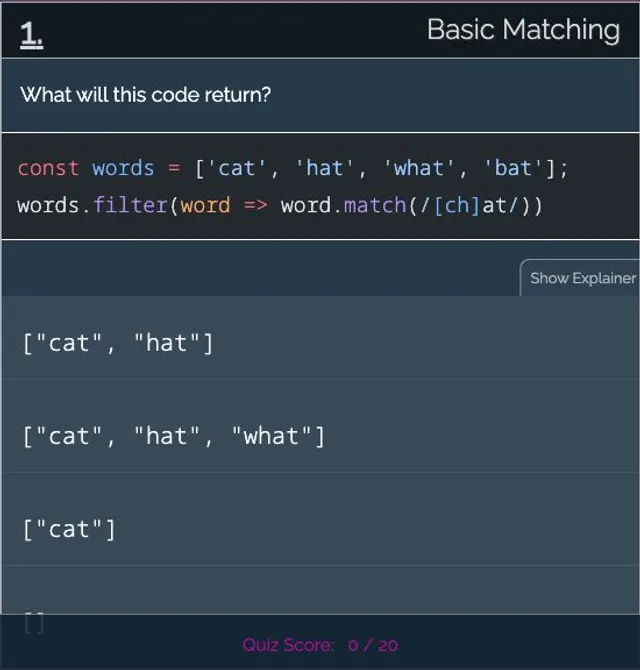 1.
Basic Matching
What will this code return?
const words = ['cat', 'hat', 'what', 'bat'];
words.filter(word => word.match(/[ch]at/))
Show Explainer
["cat", "hat"]
["cat", "hat", "what"]
["cat"]
[]
Quiz Score: 0 / 20